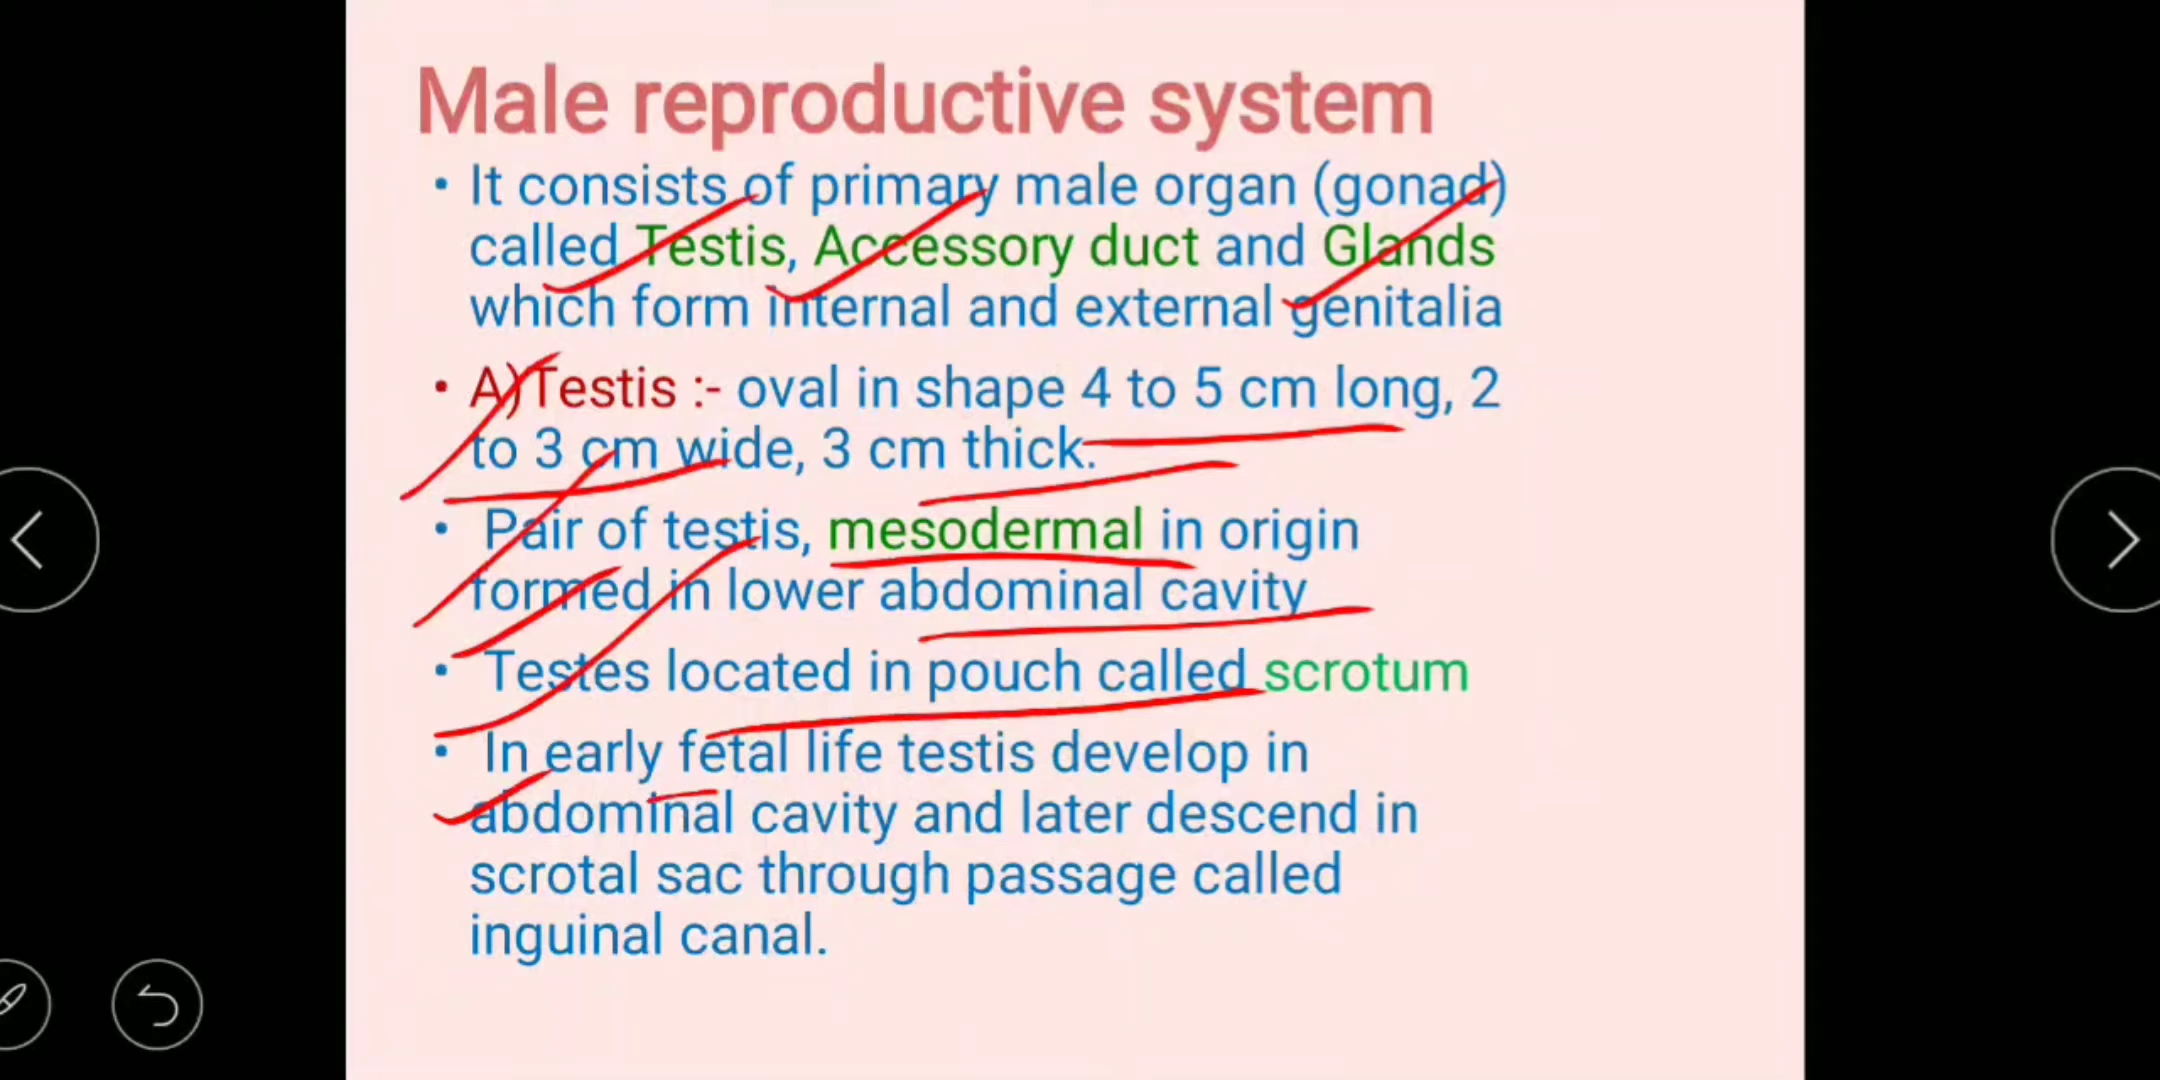 Male reproductive system
• It consists of primary male organ (gonad)
called Testis, Accessory duct and Glands
which form internal and external genitalia
• A)Testis :- oval in shape 4 to 5 cm long, 2
to 3 cm wide, 3 cm thick.
• Pair of testis, mesodermal in origin
formed in lower abdominal cavity
• Testes located in pouch called scrotum
• In early fetal life testis develop in
abdominal cavity and later descend in
scrotal sac through passage called
inguinal canal.